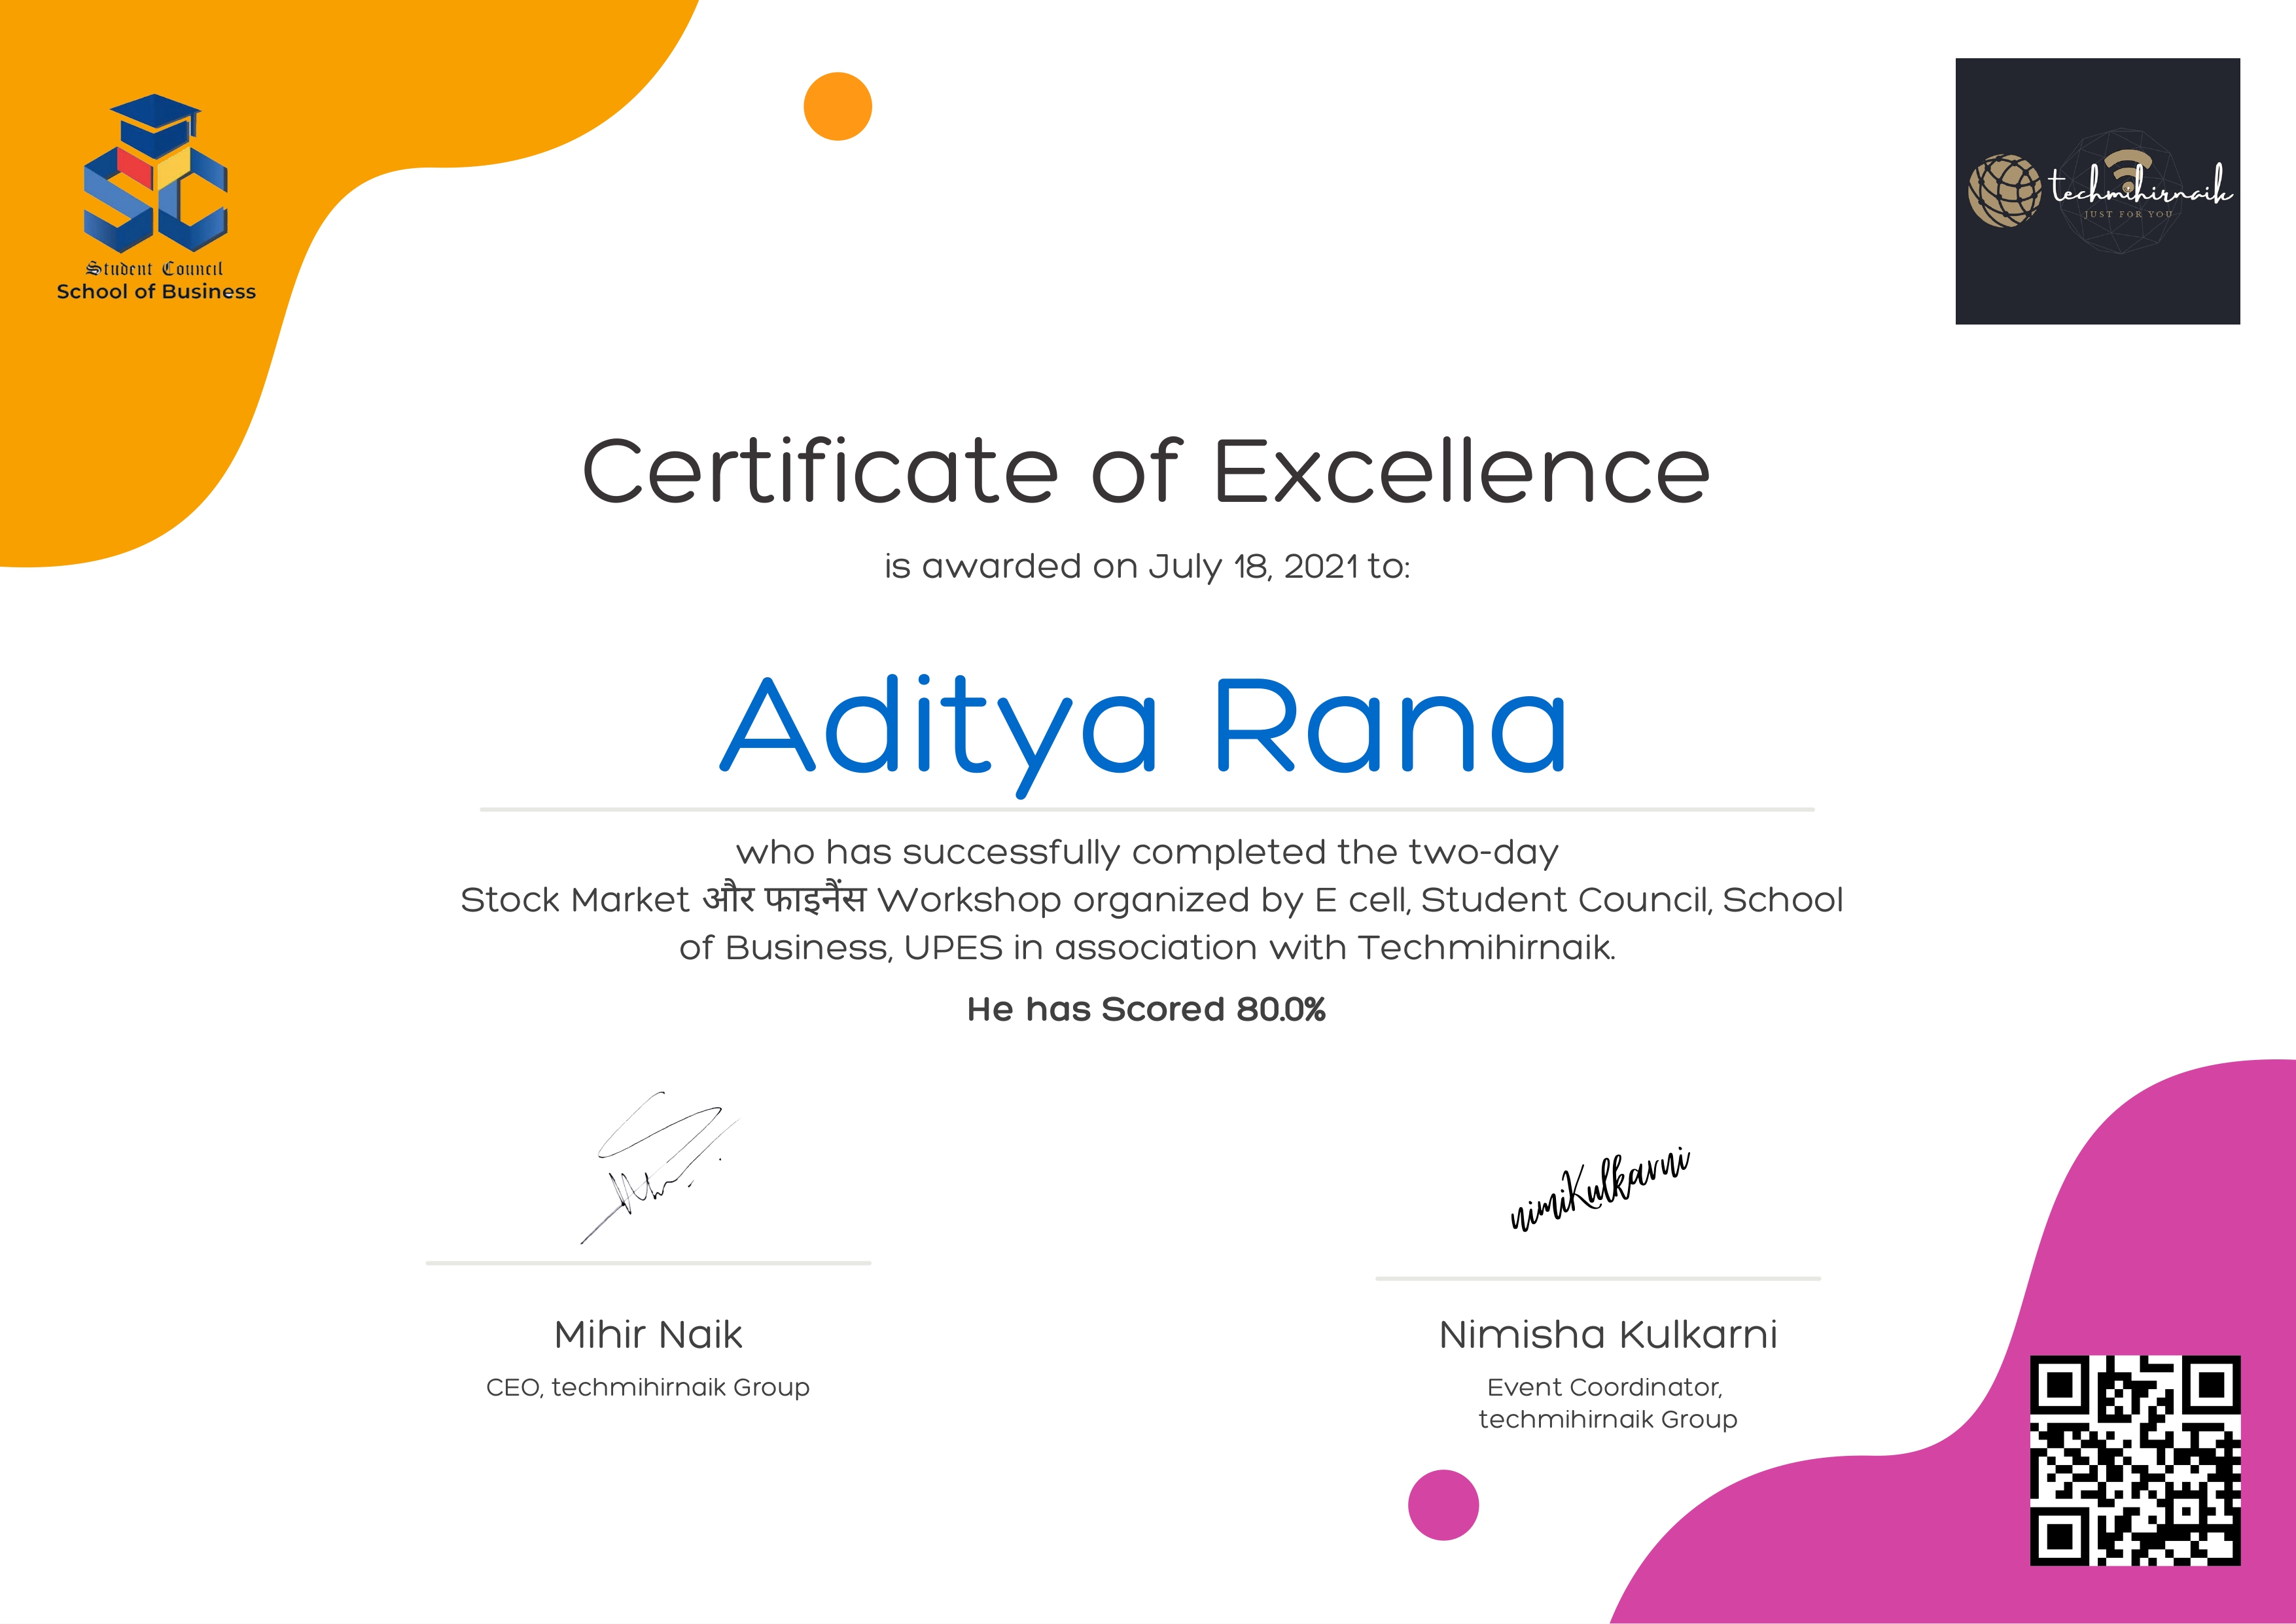 Student Council
School of Business
techmihirnaik
JUST FOR YOU
Certificate of Excellence
is awarded on July 18, 2021 to:
Aditya Rana
who has successfully completed the two-day
Stock Market और फाइनैंस Workshop organized by E cell, Student Council, School
of Business, UPES in association with Techmihirnaik.
He has Scored 80.0%
nimiKulkarni
Mihir Naik
Nimisha Kulkarni
CEO, techmihirnaik Group
Event Coordinator,
techmihirnaik Group